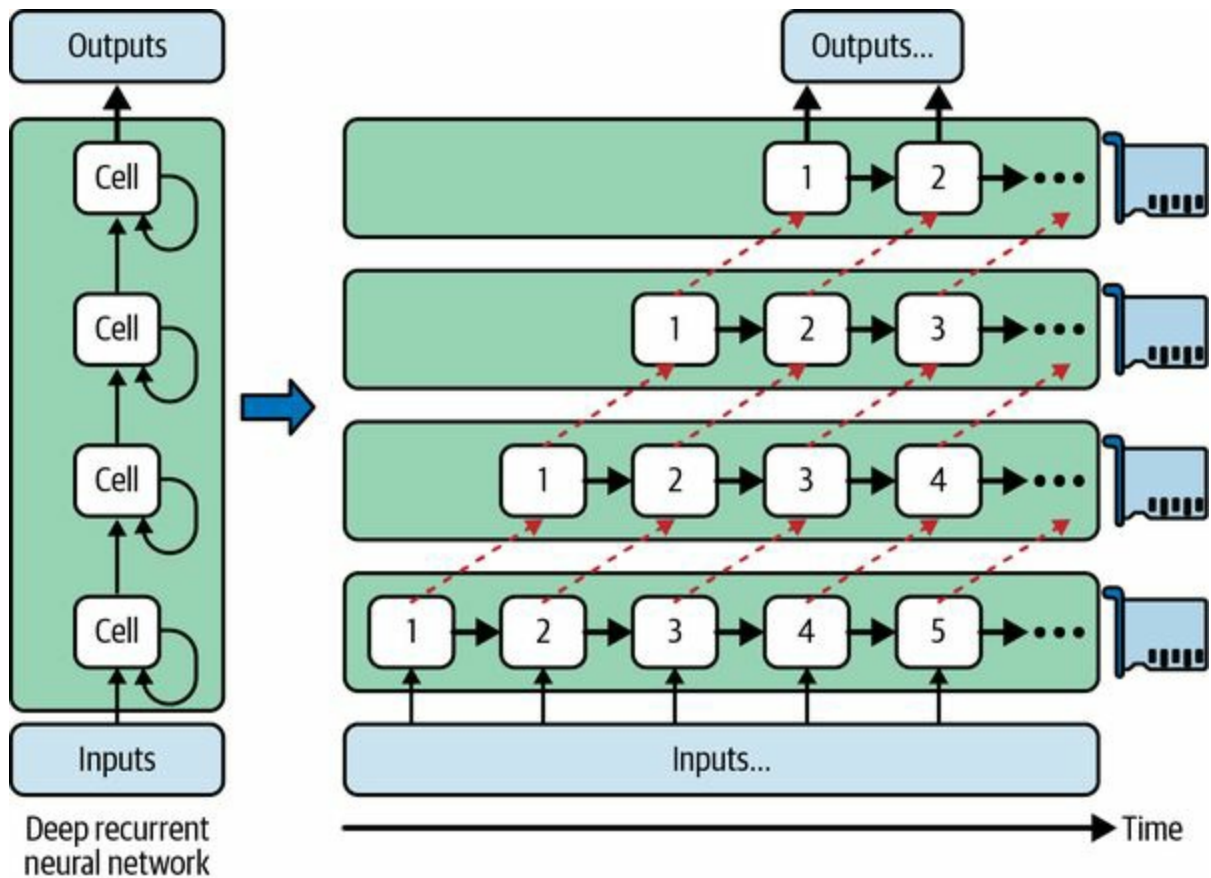 Outputs
Cell
Cell
Cell
Cell
Inputs
Deep recurrent
neural network
Outputs...
1 2 •••
1 2 3 •••
1 2 3 4 •••
1 2 3 4 5 •••
Inputs...
Time